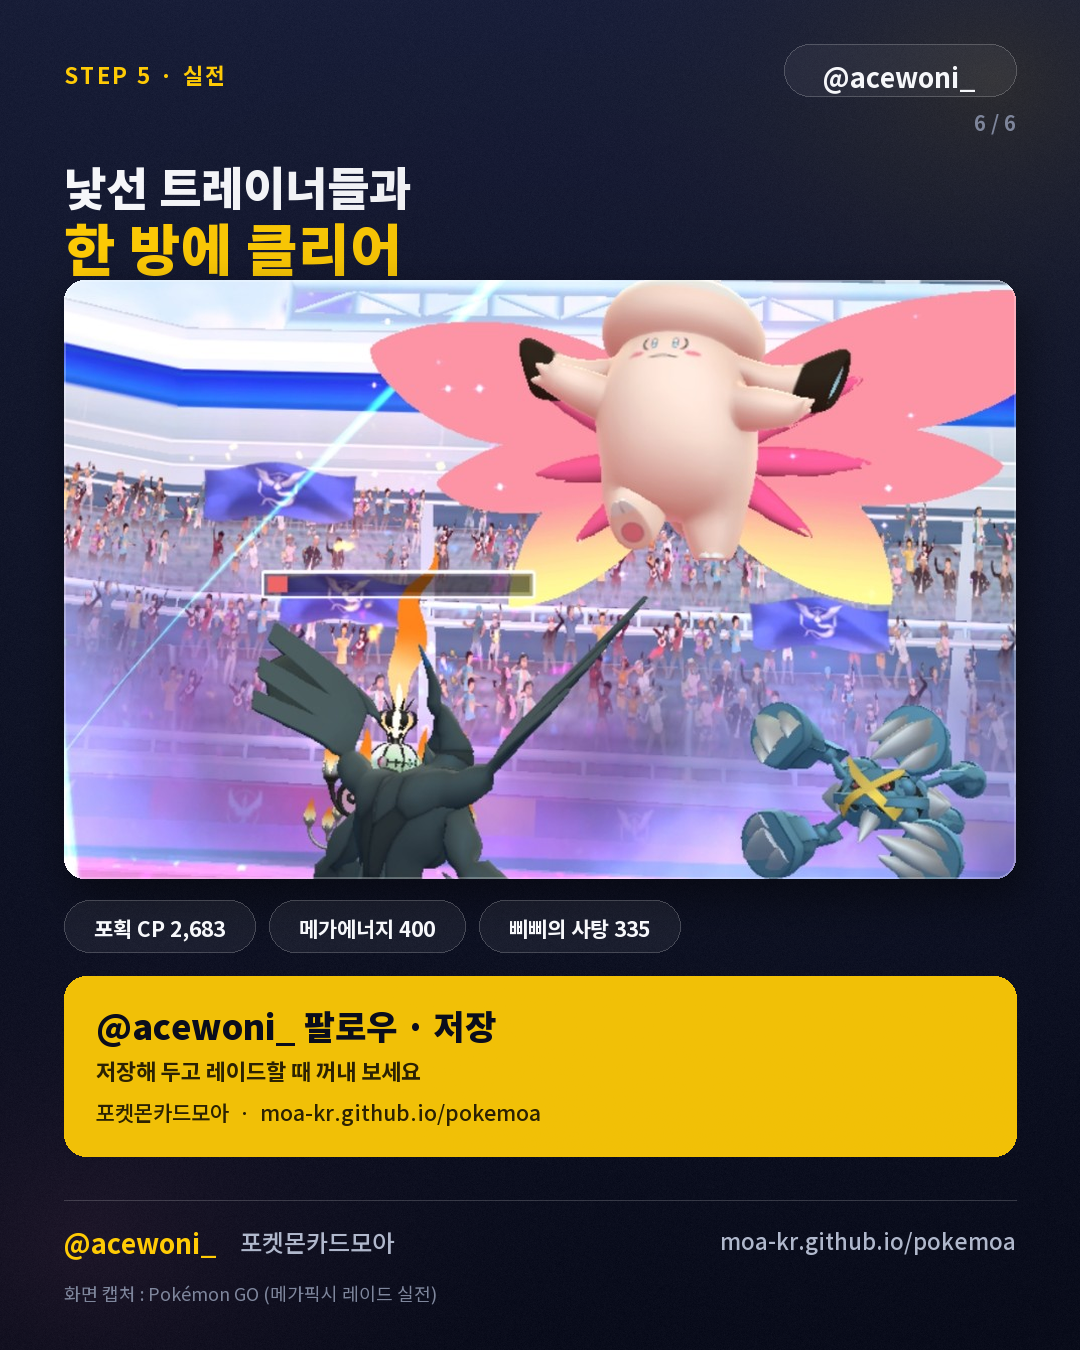 STEP 5 · 실전
@acewoni_
6 / 6
낯선 트레이너들과
한 방에 클리어
포획 CP 2,683
메가에너지 400
삐삐의 사탕 335
@acewoni_ 팔로우 · 저장
저장해 두고 레이드할 때 꺼내 보세요
포켓몬카드모아 · moa-kr.github.io/pokemoa
@acewoni_ 포켓몬카드모아
moa-kr.github.io/pokemoa
화면 캡처 : Pokémon GO (메가픽시 레이드 실전)